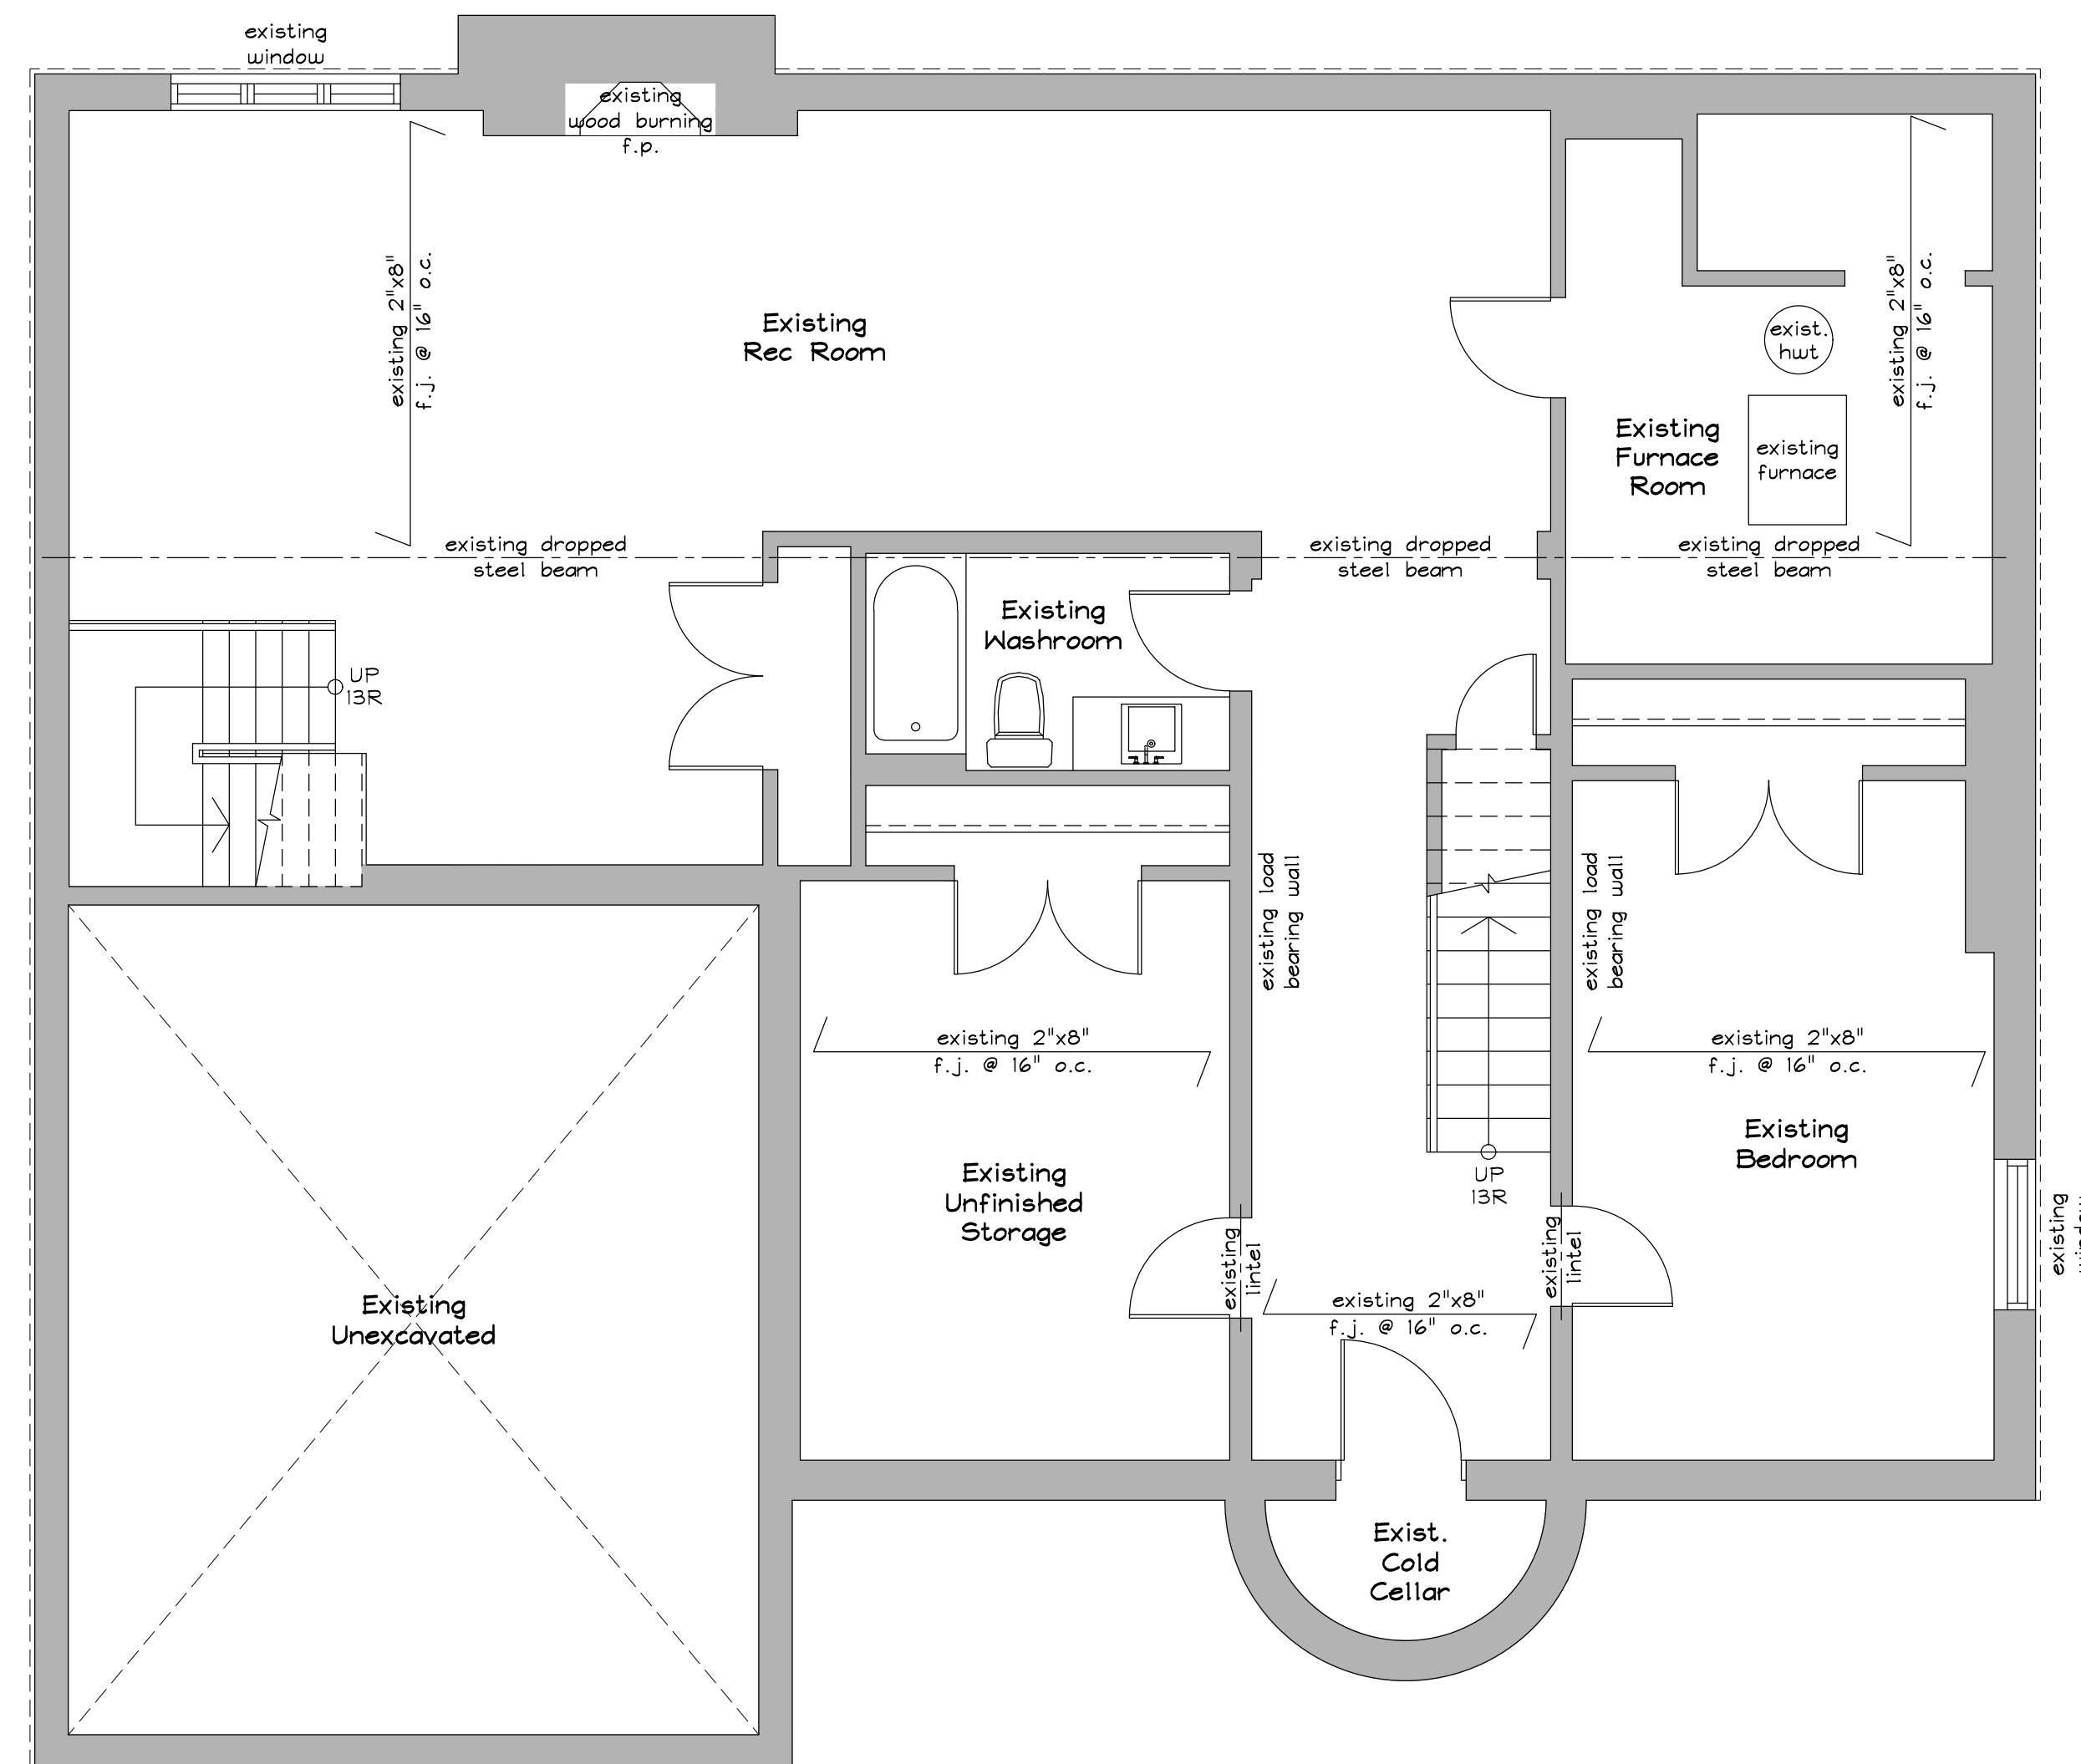 existing
window
existing
wood burning
f.p.
existing 2"x8"
f.j. @ 16" o.c.
existing 2"x8"
f.j. @ 16" o.c.
Existing
Rec Room
exist.
hwt
Existing
Furnace
Room
existing
furnace
existing dropped
steel beam
existing dropped
steel beam
existing dropped
steel beam
Existing
Washroom
UP
13R
existing load
bearing wall
existing load
bearing wall
existing 2"x8"
f.j. @ 16" o.c.
existing 2"x8"
f.j. @ 16" o.c.
Existing
Bedroom
Existing
Unfinished
Storage
UP
13R
existing
lintel
existing
lintel
existing
window
existing 2"x8"
f.j. @ 16" o.c.
Existing
Unexcavated
Exist.
Cold
Cellar